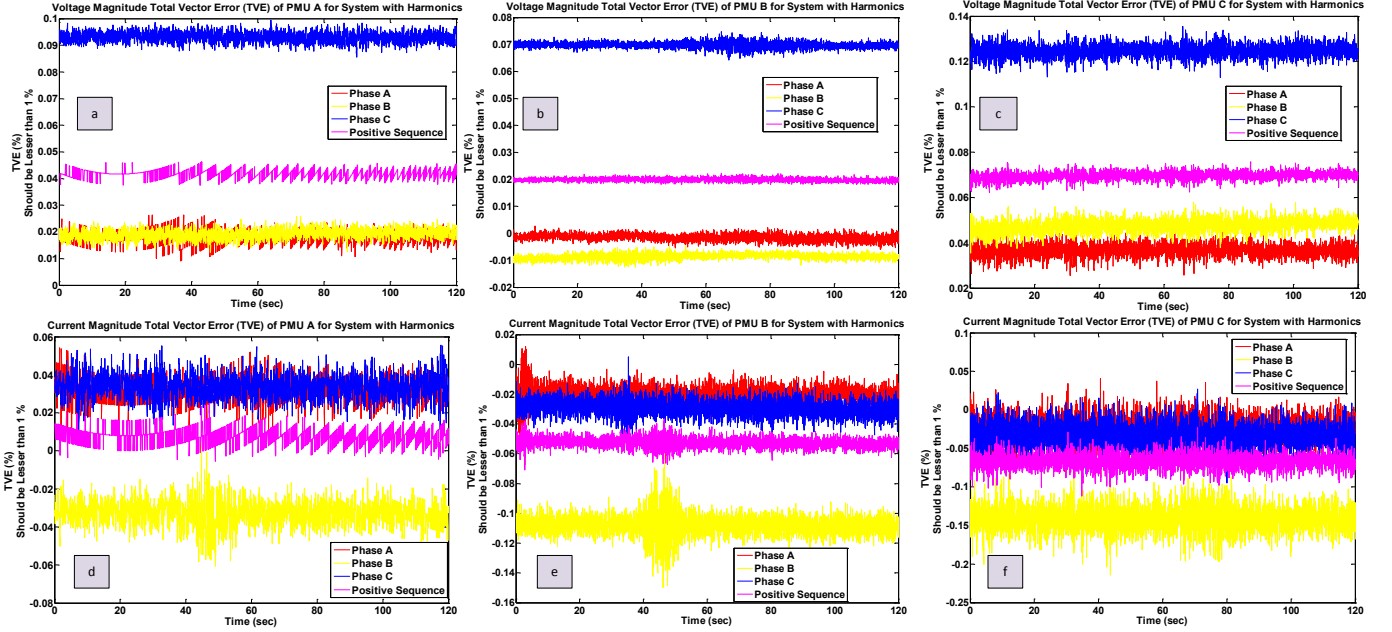 Voltage Magnitude Total Vector Error (TVE) of PMU A for System with Harmonics
0.1
0.09
0.08
0.07
0.06
0.05
0.04
0.03
0.02
0.01
0
TVE (%)
Should be Lesser than 1 %
a
Phase A
Phase B
Phase C
Positive Sequence
0 20 40 60 80 100 120
Time (sec)
Voltage Magnitude Total Vector Error (TVE) of PMU B for System with Harmonics
0.08
0.07
0.06
0.05
0.04
0.03
0.02
0.01
0
-0.01
-0.02
TVE (%)
Should be Lesser than 1 %
b
Phase A
Phase B
Phase C
Positive Sequence
0 20 40 60 80 100 120
Time (sec)
Voltage Magnitude Total Vector Error (TVE) of PMU C for System with Harmonics
0.14
0.12
0.1
0.08
0.06
0.04
0.02
TVE (%)
Should be Lesser than 1 %
c
Phase A
Phase B
Phase C
Positive Sequence
0 20 40 60 80 100 120
Time (sec)
Current Magnitude Total Vector Error (TVE) of PMU A for System with Harmonics
0.06
0.04
0.02
0
-0.02
-0.04
-0.06
-0.08
TVE (%)
Should be Lesser than 1 %
d
Phase A
Phase B
Phase C
Positive Sequence
0 20 40 60 80 100 120
Time (sec)
Current Magnitude Total Vector Error (TVE) of PMU B for System with Harmonics
0.02
0
-0.02
-0.04
-0.06
-0.08
-0.1
-0.12
-0.14
-0.16
TVE (%)
Should be Lesser than 1 %
e
Phase A
Phase B
Phase C
Positive Sequence
0 20 40 60 80 100 120
Time (sec)
Current Magnitude Total Vector Error (TVE) of PMU C for System with Harmonics
0.1
0.05
0
-0.05
-0.1
-0.15
-0.2
-0.25
TVE (%)
Should be Lesser than 1 %
f
Phase A
Phase B
Phase C
Positive Sequence
0 20 40 60 80 100 120
Time (sec)